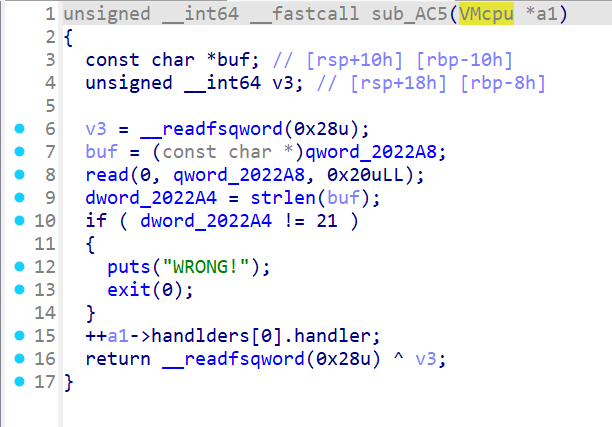 1 unsigned __int64 __fastcall sub_AC5(VMcpu *a1)
2 {
3   const char *buf; // [rsp+10h] [rbp-10h]
4   unsigned __int64 v3; // [rsp+18h] [rbp-8h]
5
6   v3 = __readfsqword(0x28u);
7   buf = (const char *)qword_2022A8;
8   read(0, qword_2022A8, 0x20uLL);
9   dword_2022A4 = strlen(buf);
10   if ( dword_2022A4 != 21 )
11   {
12     puts("WRONG!");
13     exit(0);
14   }
15   ++a1->handlders[0].handler;
16   return __readfsqword(0x28u) ^ v3;
17 }